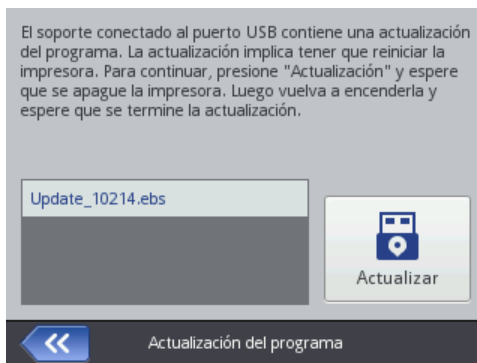 El soporte conectado al puerto USB contiene una actualización
del programa. La actualización implica tener que reiniciar la
impresora. Para continuar, presione "Actualización" y espere
que se apague la impresora. Luego vuelva a encenderla y
espere que se termine la actualización.
Update_10214.ebs
Actualizar
Actualización del programa